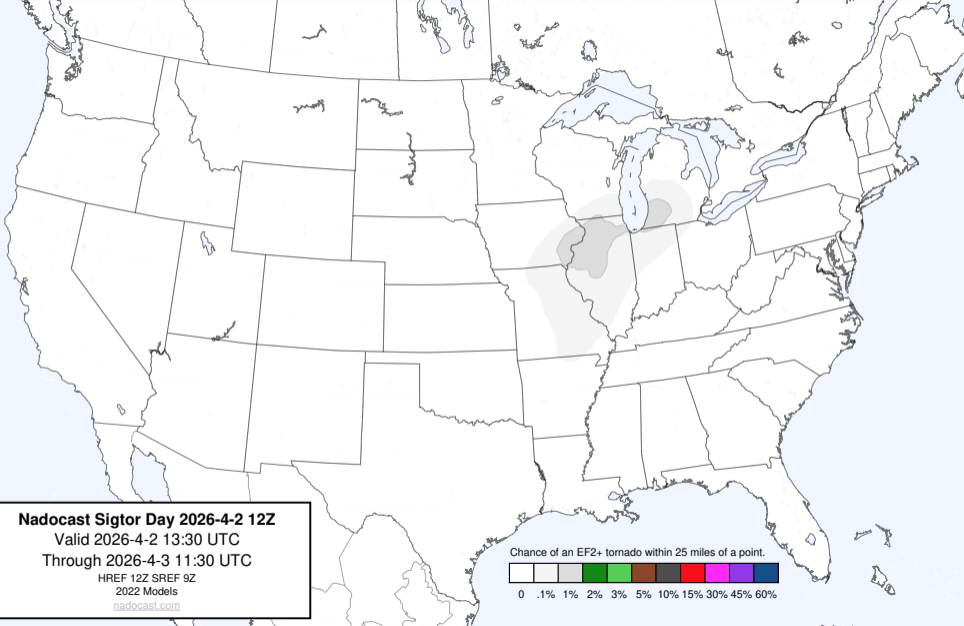 Nadocast Sigtor Day 2026-4-2 12Z
Valid 2026-4-2 13:30 UTC
Through 2026-4-3 11:30 UTC
HREF 12Z SREF 9Z
2022 Models
nadocast.com
Chance of an EF2+ tornado within 25 miles of a point.
0 .1% 1% 2% 3% 5% 10% 15% 30% 45% 60%